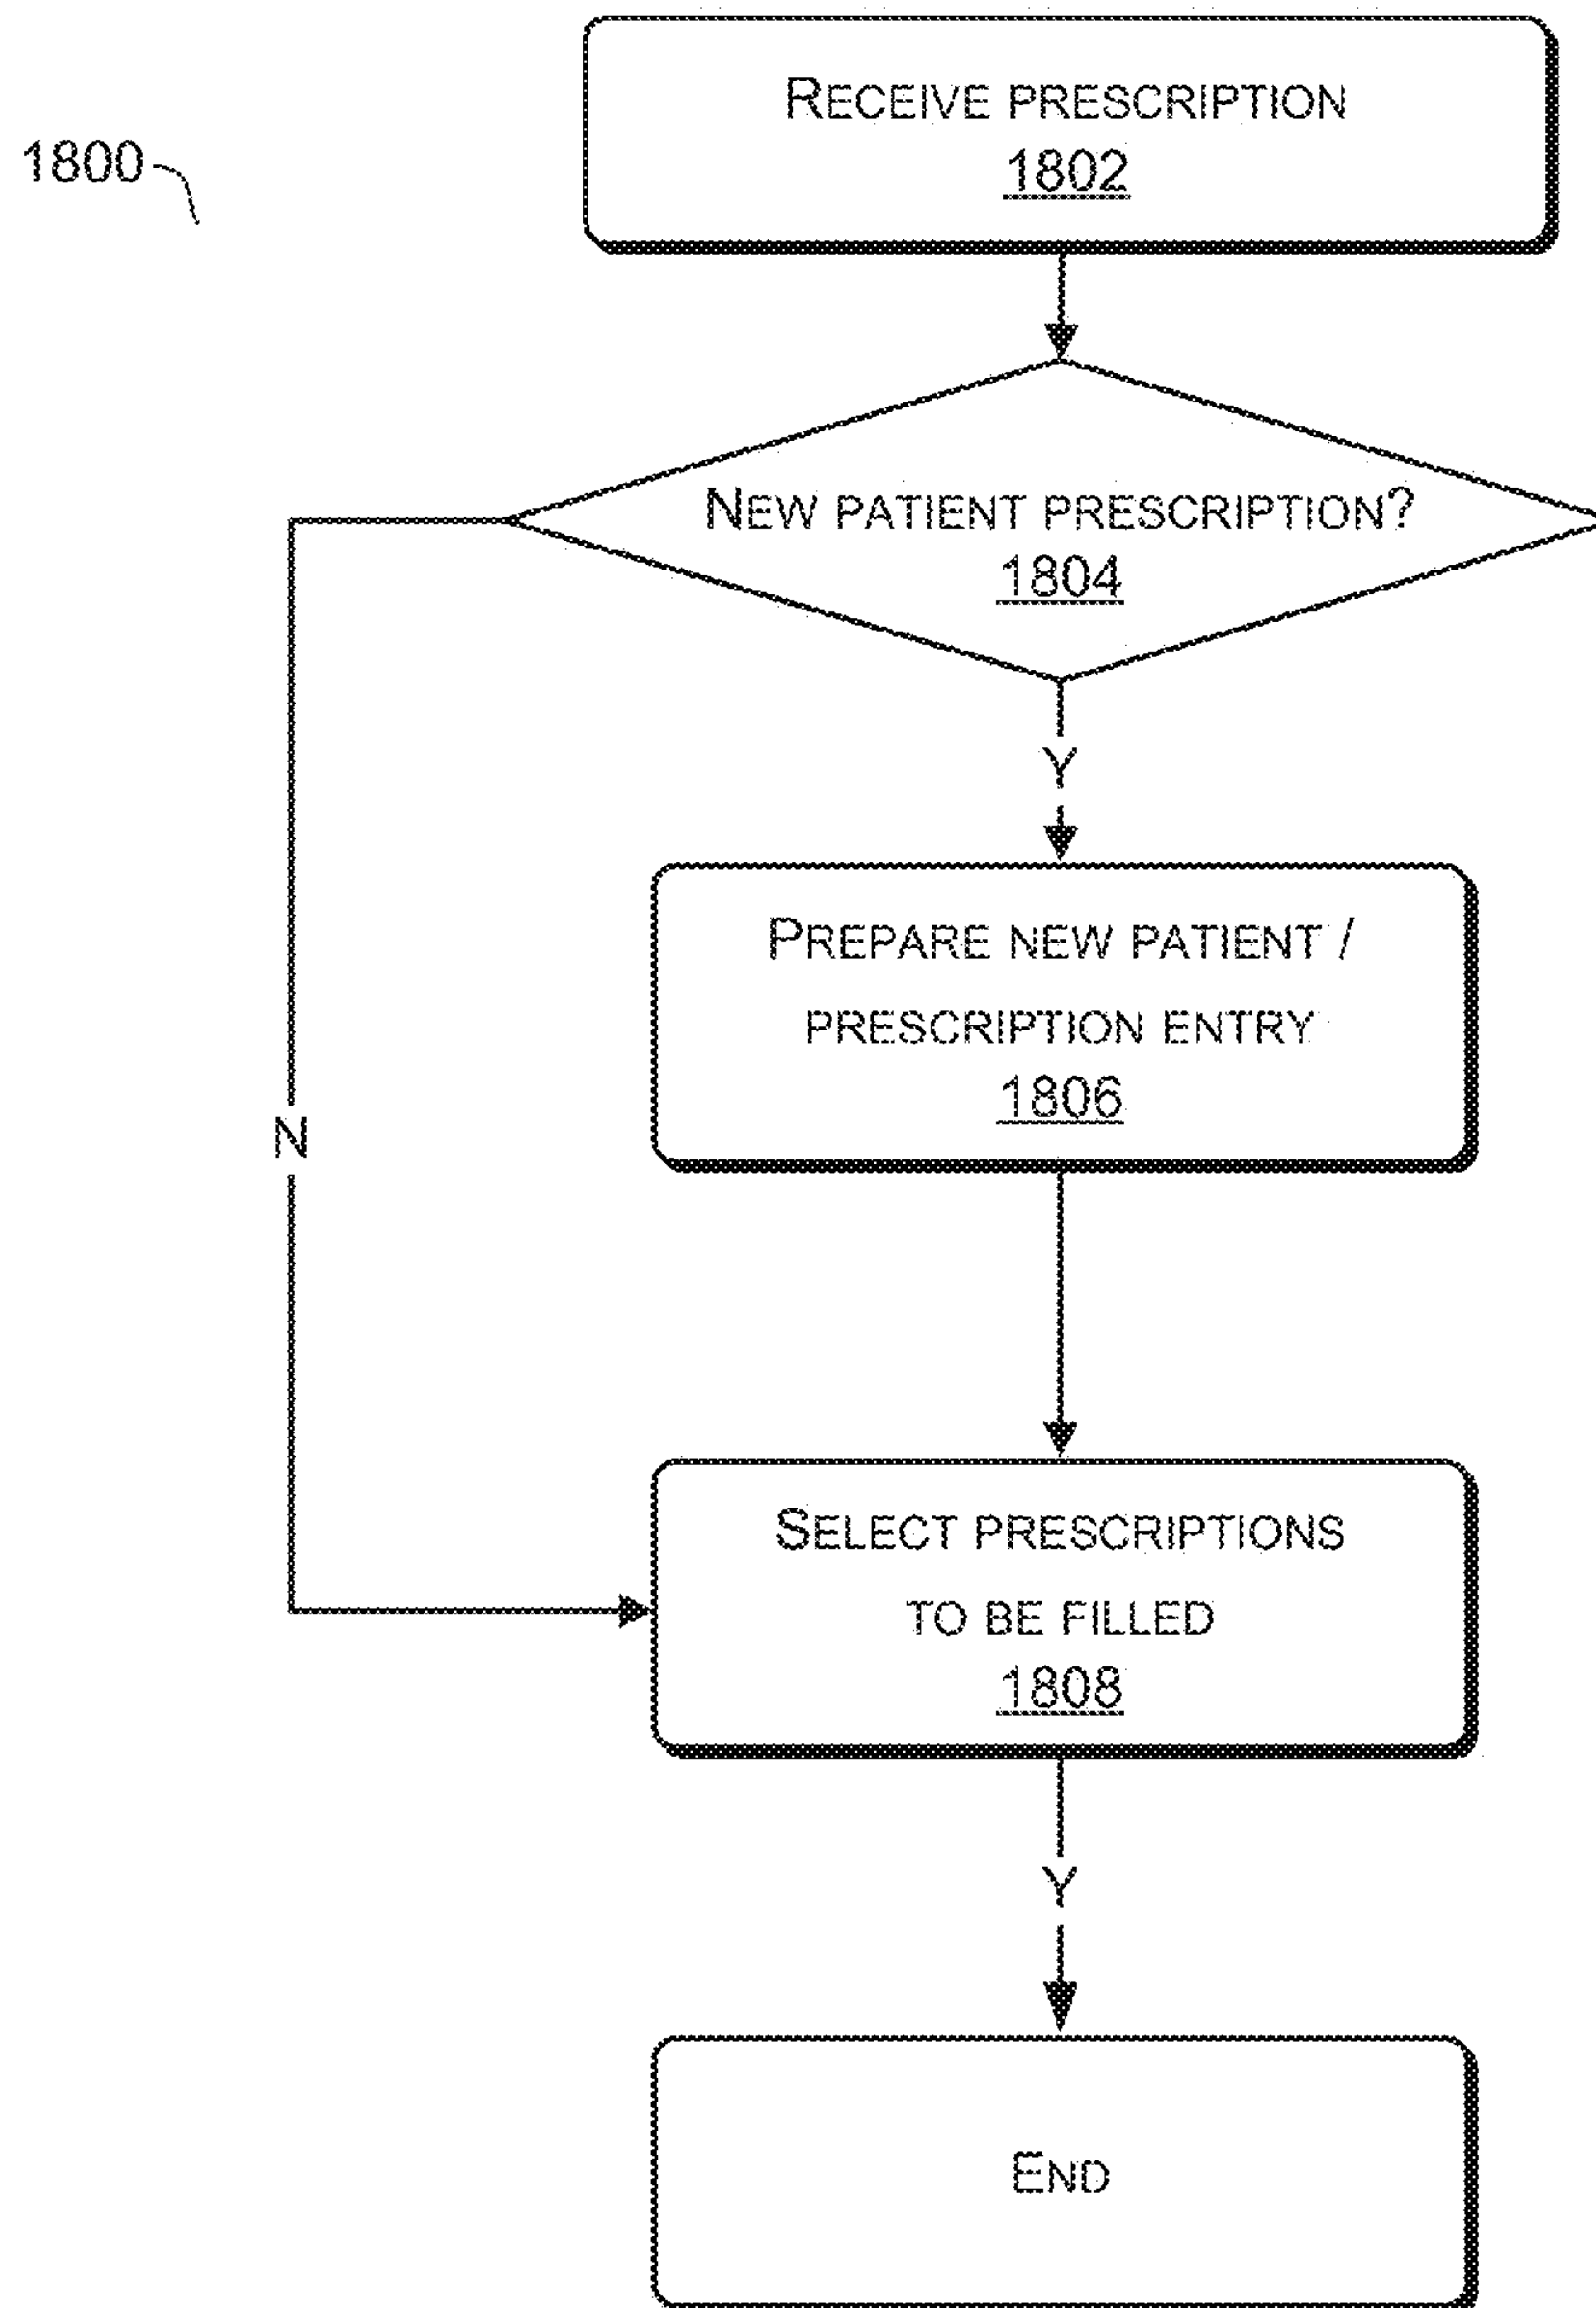 RECEIVE PRESCRIPTION
1802
1800
NEW PATIENT PRESCRIPTION?
1804
Y
PREPARE NEW PATIENT /
PRESCRIPTION ENTRY
1806
N
SELECT PRESCRIPTIONS
TO BE FILLED
1808
Y
END